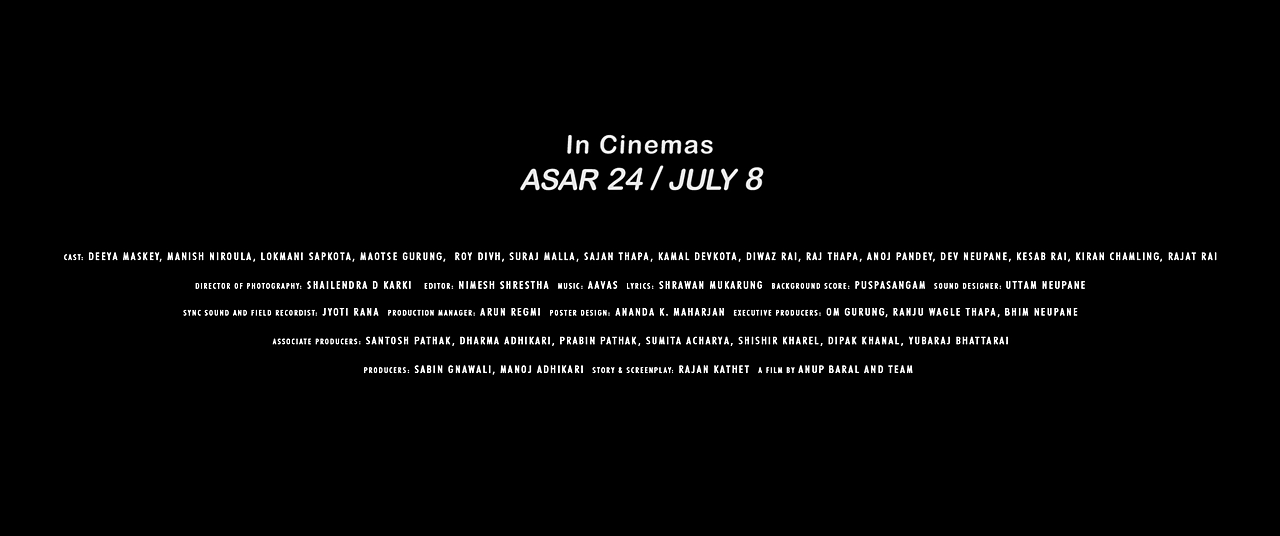 In Cinemas
ASAR 24 / JULY 8
CAST: DEEYA MASKEY, MANISH NIROULA, LOKMANI SAPKOTA, MAOTSE GURUNG, ROY DIVH, SURAJ MALLA, SAJAN THAPA, KAMAL DEVKOTA, DIWAZ RAI, RAJ THAPA, ANOJ PANDEY, DEV NEUPANE, KESAB RAI, KIRAN CHAMLING, RAJAT RAI
DIRECTOR OF PHOTOGRAPHY: SHAILENDRA D KARKI EDITOR: NIMESH SHRESTHA MUSIC: AAVAS LYRICS: SHRAWAN MUKARUNG BACKGROUND SCORE: PUSPASANGAM SOUND DESIGNER: UTTAM NEUPANE
SYNC SOUND AND FIELD RECORDIST: JYOTI RANA PRODUCTION MANAGER: ARUN REGMI POSTER DESIGN: ANANDA K. MAHARJAN EXECUTIVE PRODUCERS: OM GURUNG, RANJU WAGLE THAPA, BHIM NEUPANE
ASSOCIATE PRODUCERS: SANTOSH PATHAK, DHARMA ADHIKARI, PRABIN PATHAK, SUMITA ACHARYA, SHISHIR KHAREL, DIPAK KHANAL, YUBARAJ BHATTARAI
PRODUCERS: SABIN GNAWALI, MANOJ ADHIKARI STORY & SCREENPLAY: RAJAN KATHET A FILM BY ANUP BARAL AND TEAM